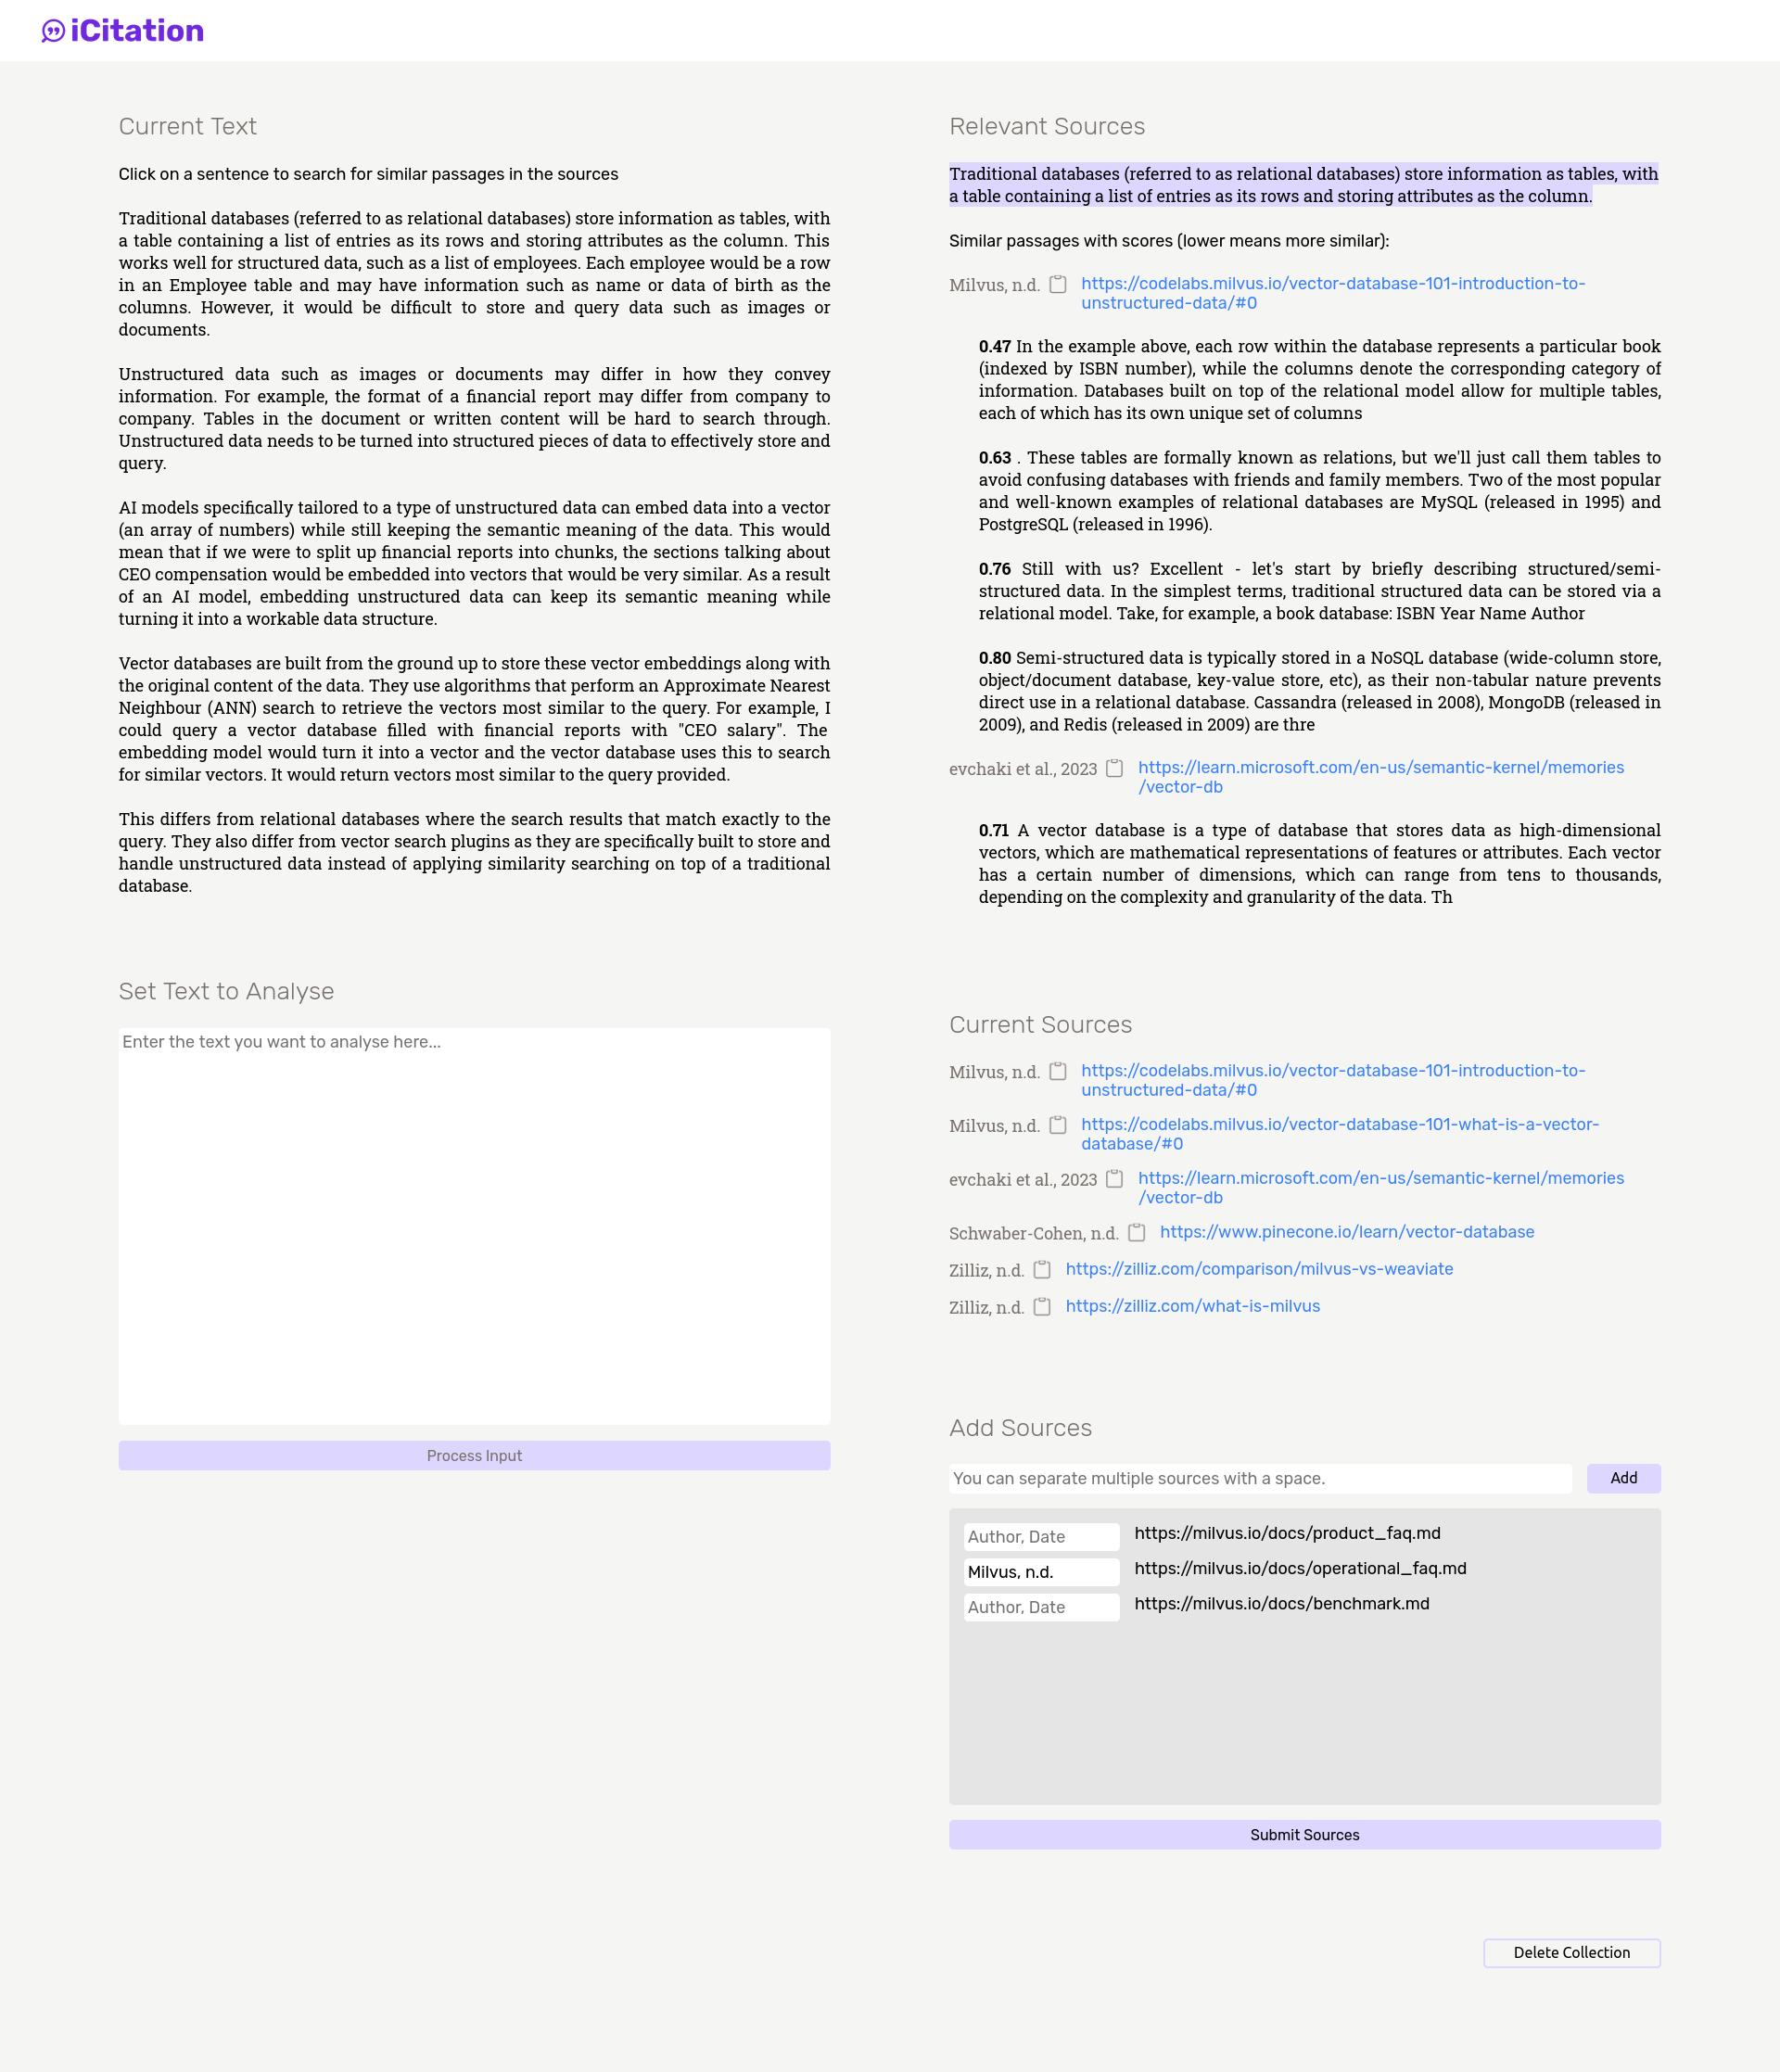 iCitation
Current Text
Click on a sentence to search for similar passages in the sources
Traditional databases (referred to as relational databases) store information as tables, with
a table containing a list of entries as its rows and storing attributes as the column. This
works well for structured data, such as a list of employees. Each employee would be a row
in an Employee table and may have information such as name or data of birth as the
columns. However, it would be difficult to store and query data such as images or
documents.
Unstructured data such as images or documents may differ in how they convey
information. For example, the format of a financial report may differ from company to
company. Tables in the document or written content will be hard to search through.
Unstructured data needs to be turned into structured pieces of data to effectively store and
query.
AI models specifically tailored to a type of unstructured data can embed data into a vector
(an array of numbers) while still keeping the semantic meaning of the data. This would
mean that if we were to split up financial reports into chunks, the sections talking about
CEO compensation would be embedded into vectors that would be very similar. As a result
of an AI model, embedding unstructured data can keep its semantic meaning while
turning it into a workable data structure.
Vector databases are built from the ground up to store these vector embeddings along with
the original content of the data. They use algorithms that perform an Approximate Nearest
Neighbour (ANN) search to retrieve the vectors most similar to the query. For example, I
could query a vector database filled with financial reports with "CEO salary". The
embedding model would turn it into a vector and the vector database uses this to search
for similar vectors. It would return vectors most similar to the query provided.
This differs from relational databases where the search results that match exactly to the
query. They also differ from vector search plugins as they are specifically built to store and
handle unstructured data instead of applying similarity searching on top of a traditional
database.
Set Text to Analyse
Enter the text you want to analyse here...
Process Input
Relevant Sources
Traditional databases (referred to as relational databases) store information as tables, with
a table containing a list of entries as its rows and storing attributes as the column.
Similar passages with scores (lower means more similar):
Milvus, n.d. https://codelabs.milvus.io/vector-database-101-introduction-to-
unstructured-data/#0
0.47 In the example above, each row within the database represents a particular book
(indexed by ISBN number), while the columns denote the corresponding category of
information. Databases built on top of the relational model allow for multiple tables,
each of which has its own unique set of columns
0.63 . These tables are formally known as relations, but we'll just call them tables to
avoid confusing databases with friends and family members. Two of the most popular
and well-known examples of relational databases are MySQL (released in 1995) and
PostgreSQL (released in 1996).
0.76 Still with us? Excellent - let's start by briefly describing structured/semi-
structured data. In the simplest terms, traditional structured data can be stored via a
relational model. Take, for example, a book database: ISBN Year Name Author
0.80 Semi-structured data is typically stored in a NoSQL database (wide-column store,
object/document database, key-value store, etc), as their non-tabular nature prevents
direct use in a relational database. Cassandra (released in 2008), MongoDB (released in
2009), and Redis (released in 2009) are thre
evchaki et al., 2023 https://learn.microsoft.com/en-us/semantic-kernel/memories
/vector-db
0.71 A vector database is a type of database that stores data as high-dimensional
vectors, which are mathematical representations of features or attributes. Each vector
has a certain number of dimensions, which can range from tens to thousands,
depending on the complexity and granularity of the data. Th
Current Sources
Milvus, n.d. https://codelabs.milvus.io/vector-database-101-introduction-to-
unstructured-data/#0
Milvus, n.d. https://codelabs.milvus.io/vector-database-101-what-is-a-vector-
database/#0
evchaki et al., 2023 https://learn.microsoft.com/en-us/semantic-kernel/memories
/vector-db
Schwaber-Cohen, n.d. https://www.pinecone.io/learn/vector-database
Zilliz, n.d. https://zilliz.com/comparison/milvus-vs-weaviate
Zilliz, n.d. https://zilliz.com/what-is-milvus
Add Sources
You can separate multiple sources with a space. Add
Author, Date https://milvus.io/docs/product_faq.md
Milvus, n.d. https://milvus.io/docs/operational_faq.md
Author, Date https://milvus.io/docs/benchmark.md
Submit Sources
Delete Collection